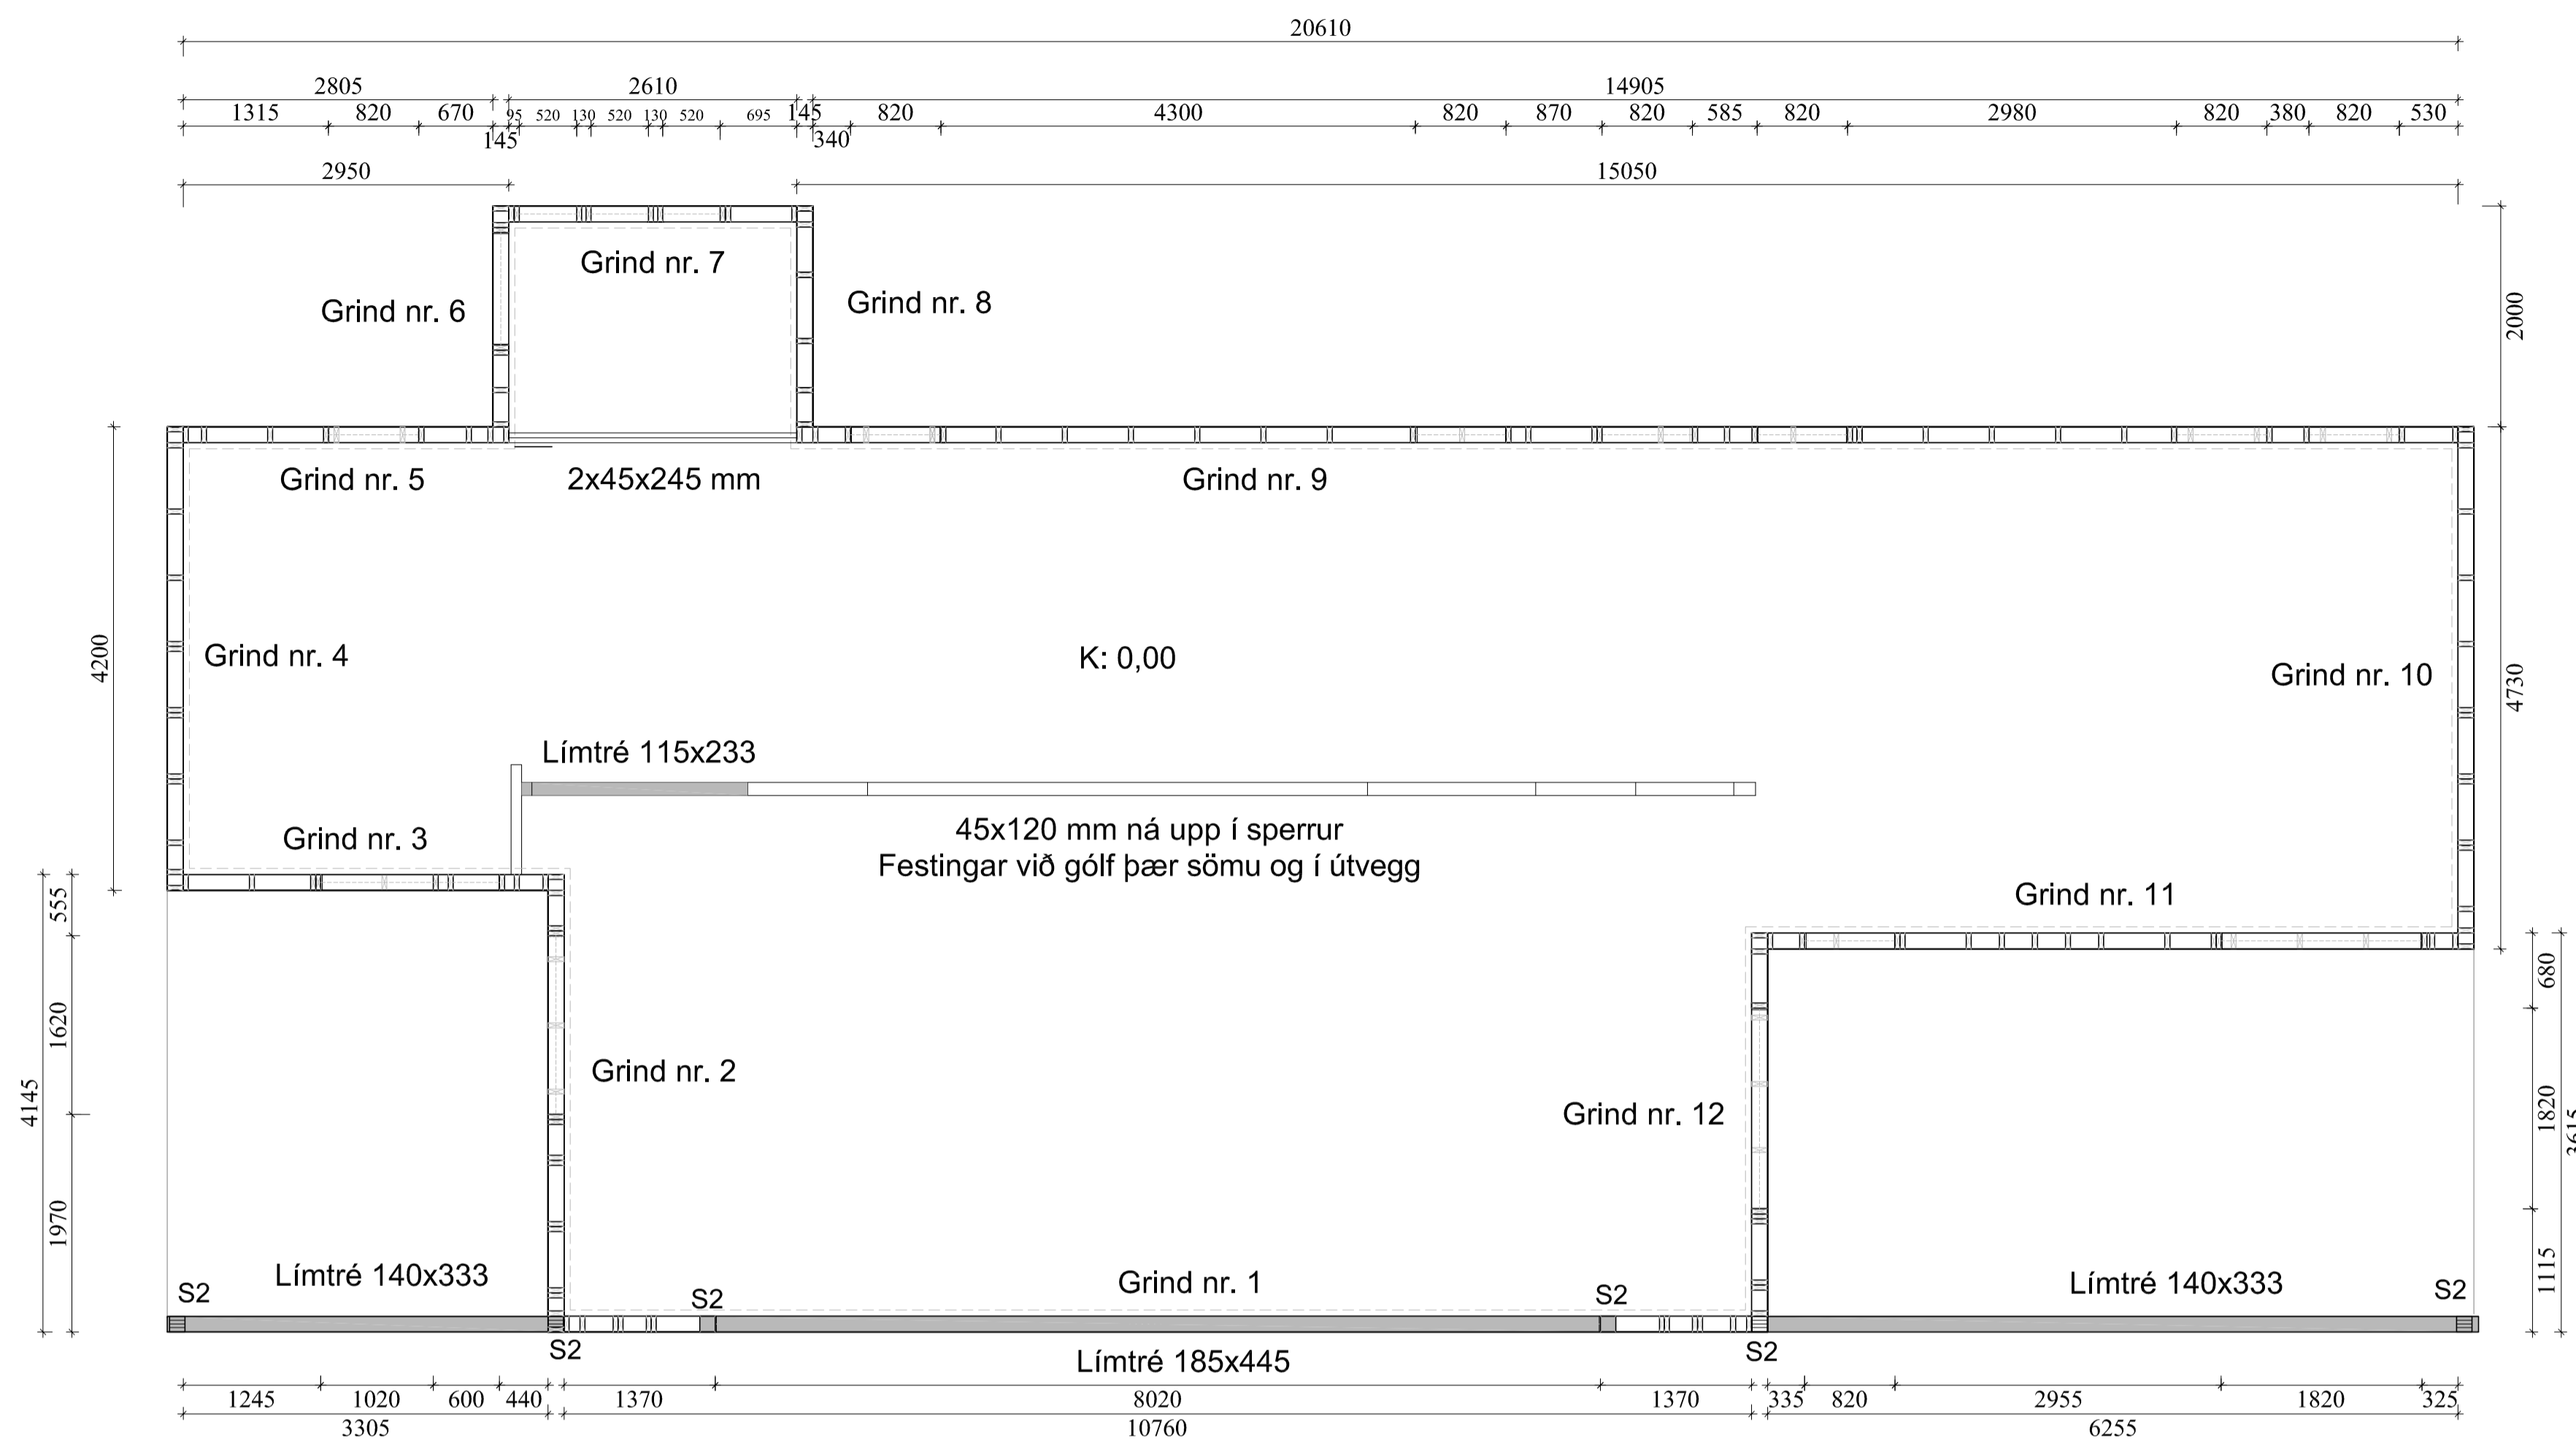 20610
2805 2610 14905
1315 820 670 95 520 130 520 130 520 695 145 820 4300 820 870 820 585 820 2980 820 380 820 530
145 340
2950 15050
Grind nr. 7
Grind nr. 6
Grind nr. 8
2000
Grind nr. 5
2x45x245 mm
Grind nr. 9
4200
Grind nr. 4
K: 0,00
Grind nr. 10
4730
Límtré 115x233
Grind nr. 3
45x120 mm ná upp í sperrur
Festingar við gólf þær sömu og í útvegg
Grind nr. 11
555
680
1620
Grind nr. 2
4145
Grind nr. 12
1820
3615
1970
1115
S2
Límtré 140x333
S2
Grind nr. 1
S2
Límtré 140x333
S2
S2
Límtré 185x445
S2
1245 1020 600 440 1370 8020 1370 335 820 2955 1820 325
3305 10760 6255